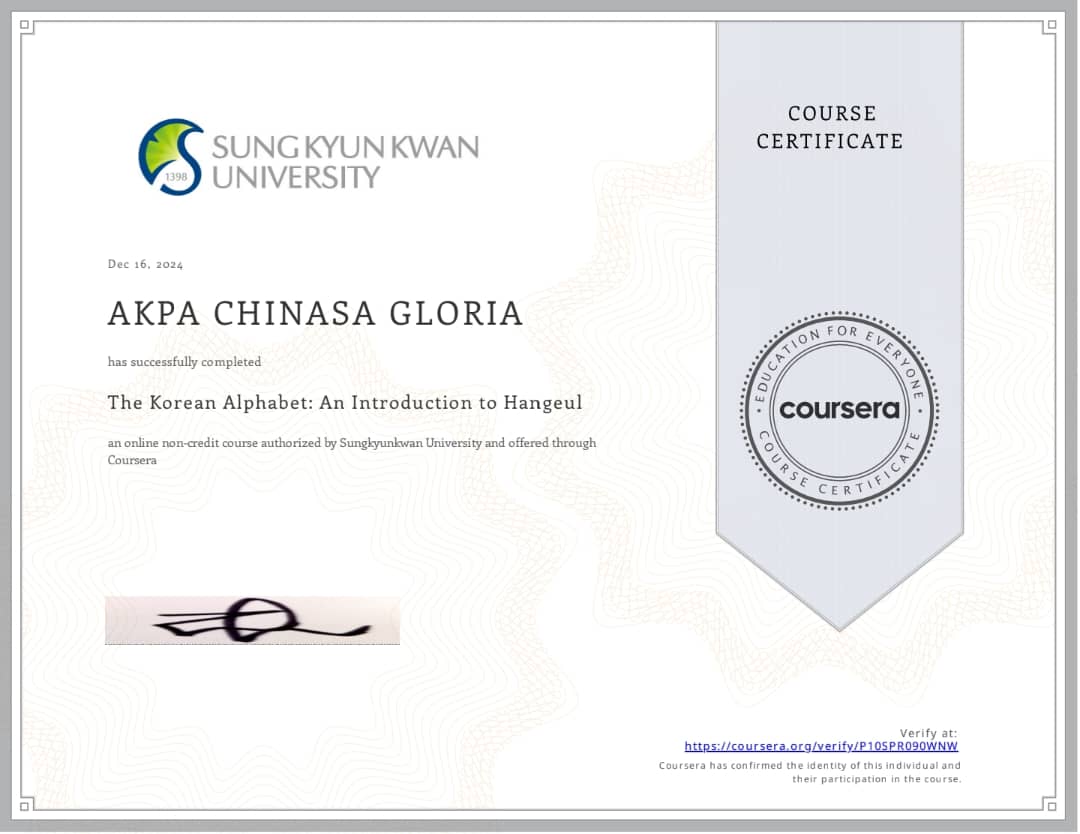 COURSE
CERTIFICATE
SUNG KYUN KWAN
UNIVERSITY
1398
Dec 16, 2024
AKPA CHINASA GLORIA
has successfully completed
The Korean Alphabet: An Introduction to Hangeul
an online non-credit course authorized by Sungkyunkwan University and offered through
Coursera
EDUCATION FOR EVERYONE
coursera
COURSE CERTIFICATE
Verify at:
https://coursera.org/verify/P10SPR090WNW
Coursera has confirmed the identity of this individual and
their participation in the course.